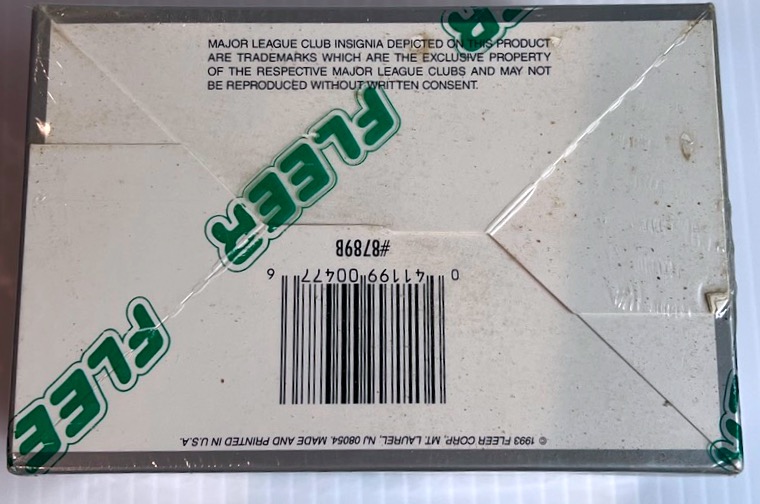 FLEER
MAJOR LEAGUE CLUB INSIGNIA DEPICTED ON THIS PRODUCT
ARE TRADEMARKS WHICH ARE THE EXCLUSIVE PROPERTY
OF THE RESPECTIVE MAJOR LEAGUE CLUBS AND MAY NOT
BE REPRODUCED WITHOUT WRITTEN CONSENT.
FLEER
#8789B
0 41199 00477 6
FLEE
© 1993 FLEER CORP., MT. LAUREL, NJ 08054. MADE AND PRINTED IN U.S.A.